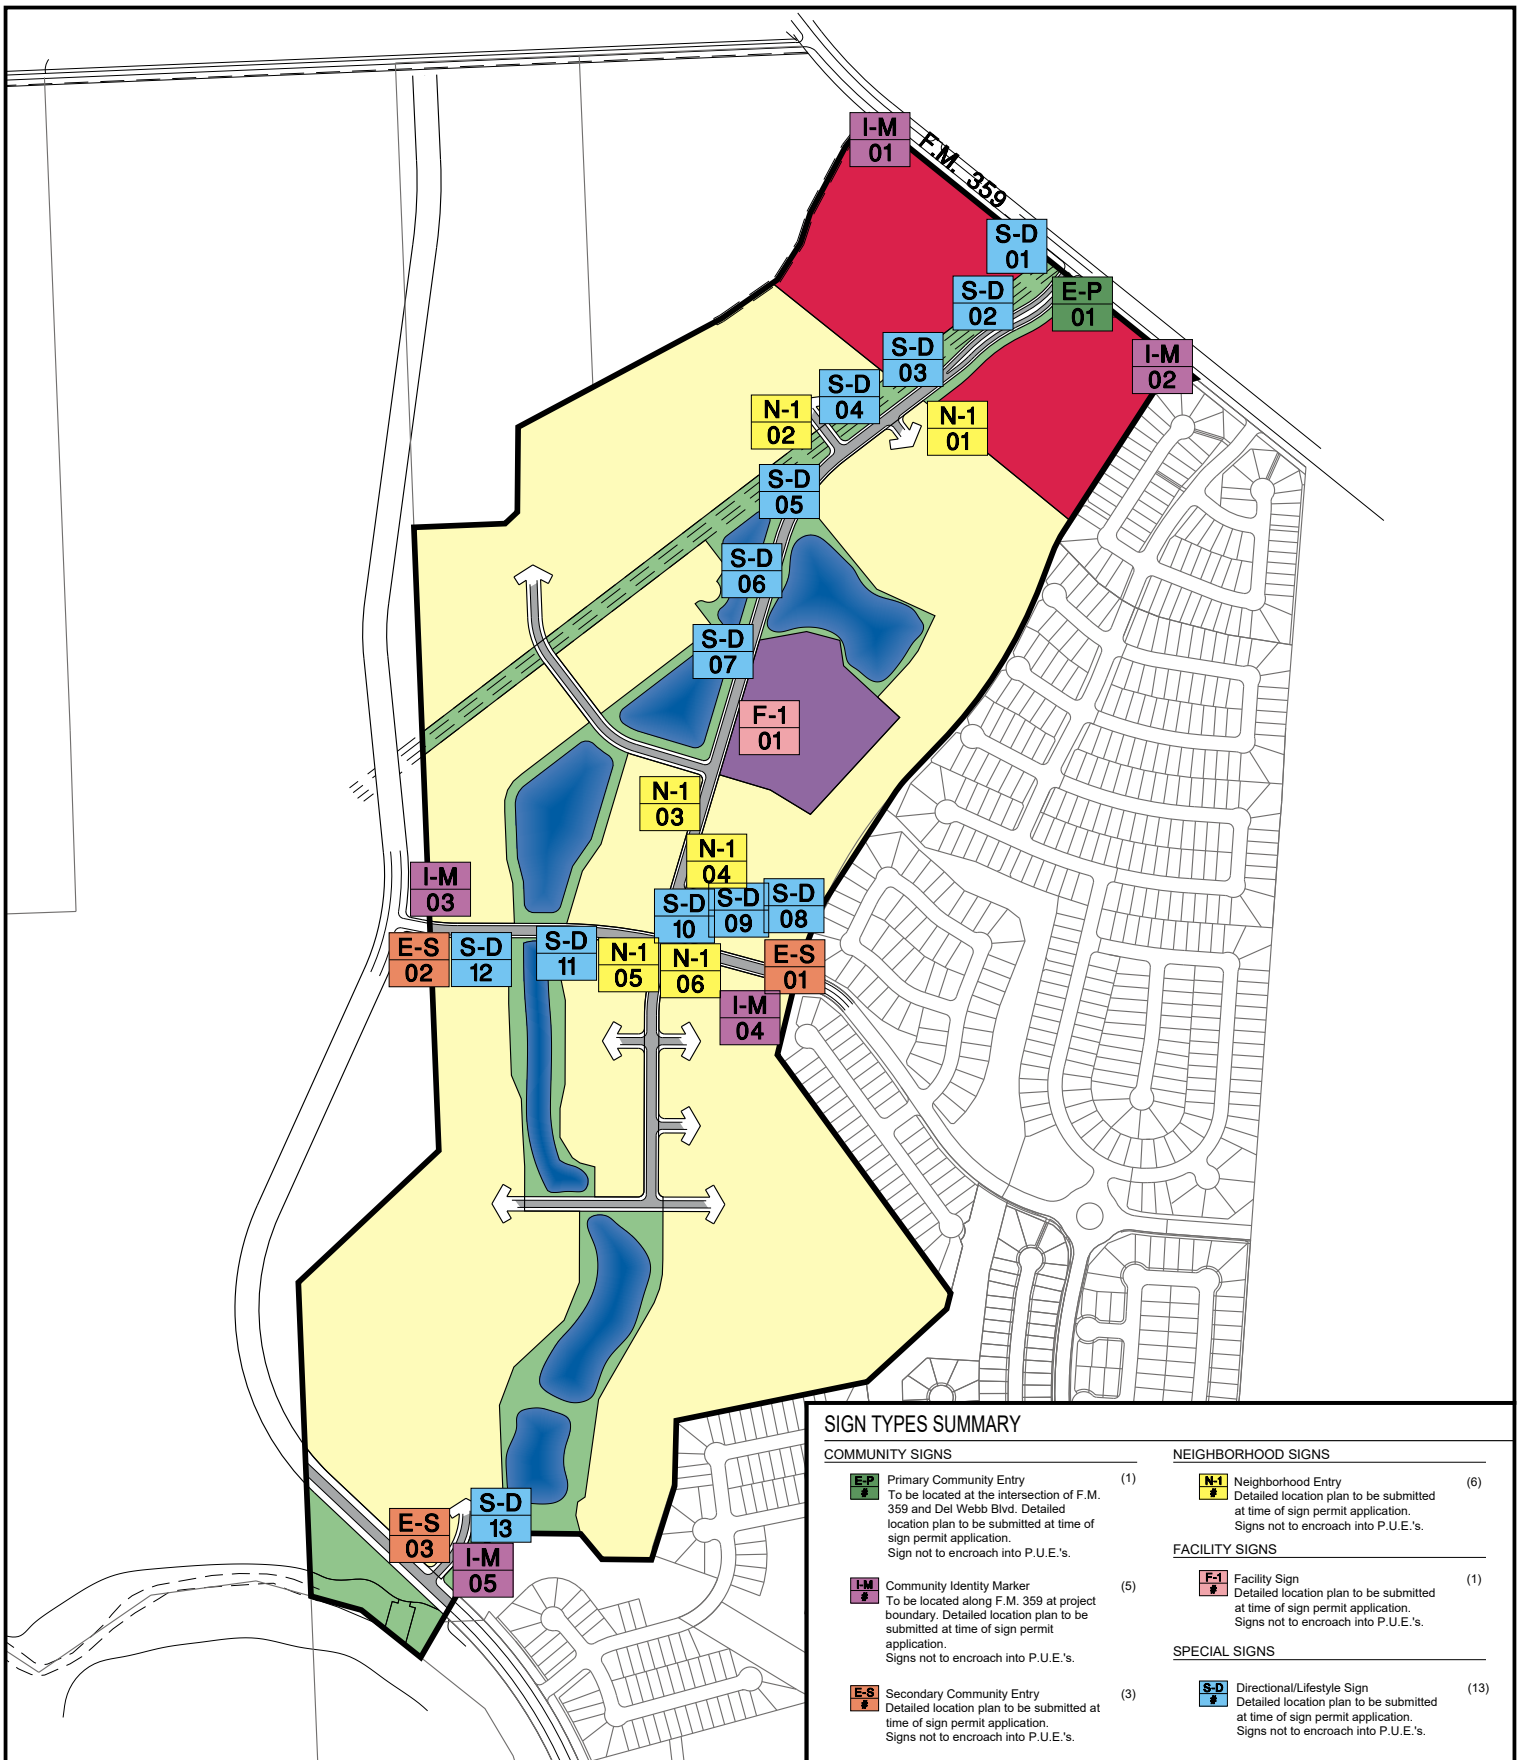 I-M
01
F.M. 359
S-D
01
S-D
02
E-P
01
S-D
03
I-M
02
S-D
04
N-1
02
N-1
01
S-D
05
S-D
06
S-D
07
F-1
01
N-1
03
N-1
04
I-M
03
S-D
10
S-D
09
S-D
08
E-S
02
S-D
12
S-D
11
N-1
05
N-1
06
E-S
01
I-M
04
S-D
13
E-S
03
I-M
05
SIGN TYPES SUMMARY
COMMUNITY SIGNS
E-P
#
Primary Community Entry (1)
To be located at the intersection of F.M.
359 and Del Webb Blvd. Detailed
location plan to be submitted at time of
sign permit application.
Sign not to encroach into P.U.E.'s.
I-M
#
Community Identity Marker (5)
To be located along F.M. 359 at project
boundary. Detailed location plan to be
submitted at time of sign permit
application.
Signs not to encroach into P.U.E.'s.
E-S
#
Secondary Community Entry (3)
Detailed location plan to be submitted at
time of sign permit application.
Signs not to encroach into P.U.E.'s.
NEIGHBORHOOD SIGNS
N-1
#
Neighborhood Entry (6)
Detailed location plan to be submitted
at time of sign permit application.
Signs not to encroach into P.U.E.'s.
FACILITY SIGNS
F-1
#
Facility Sign (1)
Detailed location plan to be submitted
at time of sign permit application.
Signs not to encroach into P.U.E.'s.
SPECIAL SIGNS
S-D
#
Directional/Lifestyle Sign (13)
Detailed location plan to be submitted
at time of sign permit application.
Signs not to encroach into P.U.E.'s.